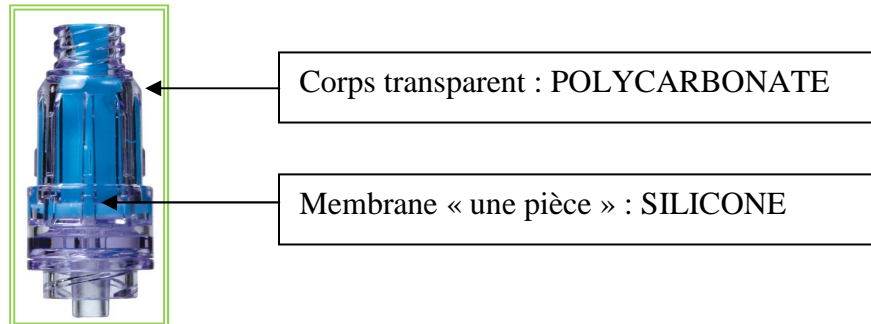 Corps transparent : POLYCARBONATE
Membrane « une pièce » : SILICONE